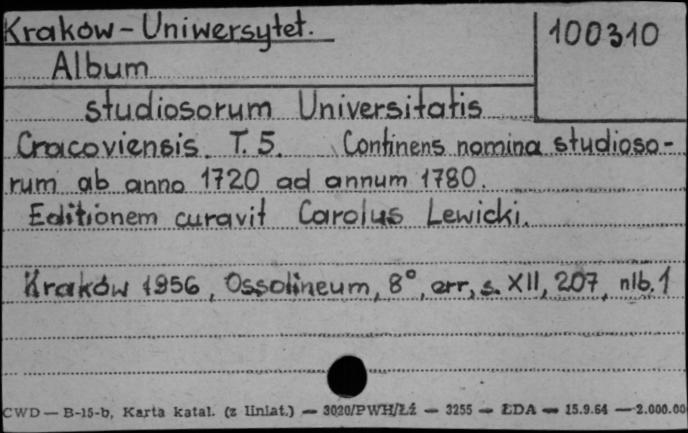 Kraków - Uniwersytet.
100310
Album
studiosorum Universitatis
Cracoviensis. T. 5. Continens nomina studioso-
rum ab anno 1720 ad annum 1780.
Editionem curavit Carolus Lewicki.
Kraków 1956, Ossolineum, 8°, err, s. XII, 207, nlb. 1
CWD — B-15-b, Karta katal. (z liniat.) — 3020/PWH/Łź — 3255 — ŁDA — 15.9.64 — 2.000.00